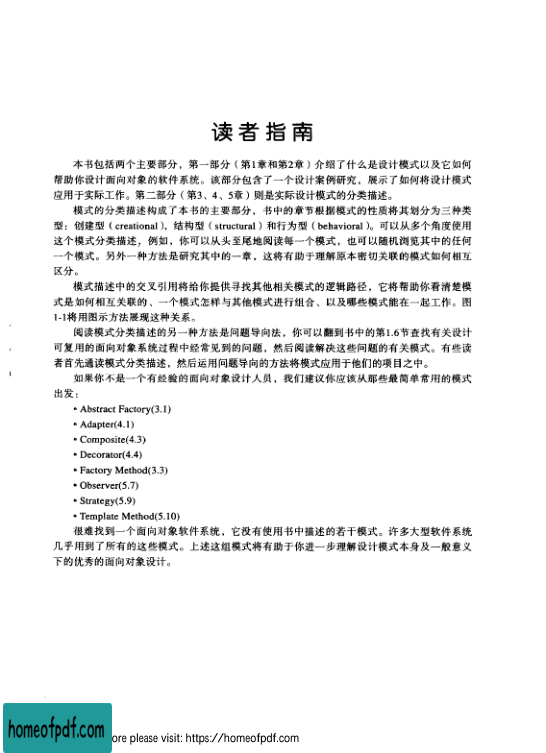 读者指南
本书包括两个主要部分，第一部分（第1章和第2章）介绍了什么是设计模式以及它如何
帮助你设计面向对象的软件系统。该部分包含了一个设计案例研究，展示了如何将设计模式
应用于实际工作。第二部分（第3、4、5章）则是实际设计模式的分类描述。
模式的分类描述构成了本书的主要部分，书中的章节根据模式的性质将其划分为三种类
型：创建型（creational），结构型（structural）和行为型（behavioral）。可以从多个角度使用
这个模式分类描述，例如，你可以从头至尾地阅读每一个模式，也可以随机浏览其中的任何
一个模式。另外一种方法是研究其中的一章，这将有助于理解原本密切关联的模式如何相互
区分。
模式描述中的交叉引用将给你提供寻找其他相关模式的逻辑路径，它将帮助你看清楚模
式是如何相互关联的、一个模式怎样与其他模式进行组合、以及哪些模式能在一起工作。图
1-1将用图示方法展现这种关系。
阅读模式分类描述的另一种方法是问题导向法，你可以翻到书中的第1.6节查找有关设计
可复用的面向对象系统过程中经常见到的问题，然后阅读解决这些问题的有关模式。有些读
者首先通读模式分类描述，然后运用问题导向的方法将模式应用于他们的项目之中。
如果你不是一个有经验的面向对象设计人员，我们建议你应该从那些最简单常用的模式
出发：
• Abstract Factory(3.1)
• Adapter(4.1)
• Composite(4.3)
• Decorator(4.4)
• Factory Method(3.3)
• Observer(5.7)
• Strategy(5.9)
• Template Method(5.10)
很难找到一个面向对象软件系统，它没有使用书中描述的若干模式。许多大型软件系统
几乎用到了所有的这些模式。上述这组模式将有助于你进一步理解设计模式本身及一般意义
下的优秀的面向对象设计。
homeofpdf.com
ore please visit: https://homeofpdf.com